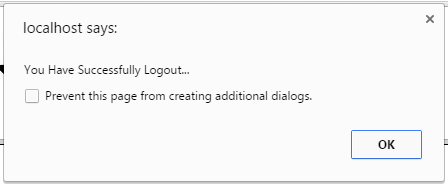 localhost says:
You Have Successfully Logout...
Prevent this page from creating additional dialogs.
OK